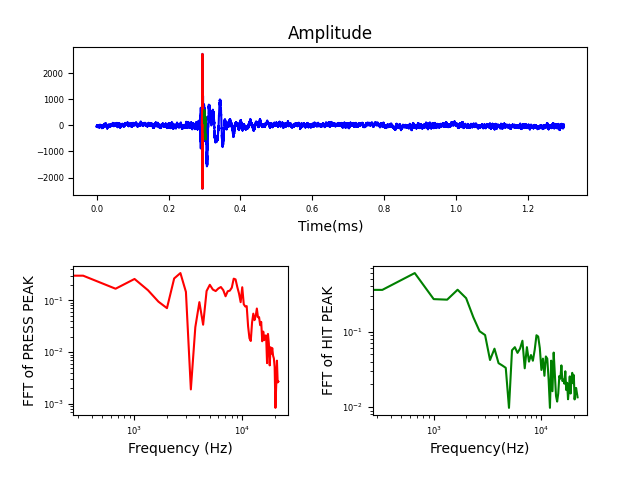 Amplitude
2000
1000
0
−1000
−2000
0.0 0.2 0.4 0.6 0.8 1.0 1.2
Time(ms)
FFT of PRESS PEAK
10⁻¹
10⁻²
10⁻³
10³ 10⁴
Frequency (Hz)
FFT of HIT PEAK
10⁻¹
10⁻²
10³ 10⁴
Frequency(Hz)